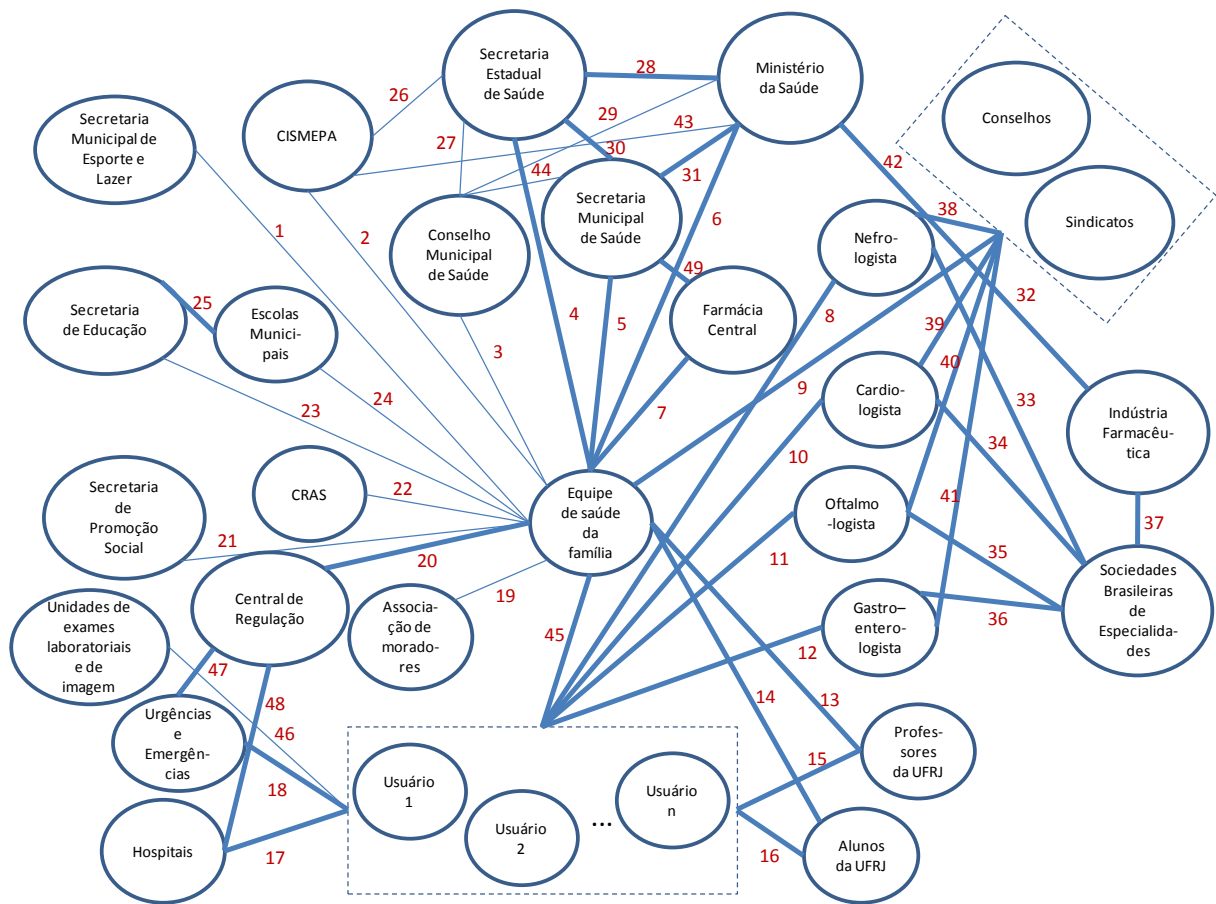 Secretaria
Estadual
de Saúde
28
Ministério
da Saúde
26
Conselhos
Secretaria
Municipal de
Esporte e
Lazer
CISMEPA
27
29
43
30
42
44
31
Secretaria
Municipal
de Saúde
6
38
Sindicatos
1
2
Conselho
Municipal
de Saúde
Nefro-
logista
49
32
25
Secretaria
de Educação
Escolas
Munici-
pais
4
5
Farmácia
Central
8
39
3
40
24
23
7
9
Cardio-
logista
33
Indústria
Farmacêu-
tica
34
10
CRAS
22
Equipe
de saúde
da
família
Oftalmo
-logista
41
Secretaria
de
Promoção
Social
21
20
11
35
37
Central de
Regulação
19
Associa-
ção de
moradores
Gastro–
entero-
logista
36
Sociedades
Brasileiras
de
Especialida-
des
Unidades de
exames
laboratoriais
e de
imagem
45
12
47
48
14
13
Urgências
e
Emergên-
cias
46
18
15
Profes-
sores
da UFRJ
Usuário
1
Usuário
2
...
Usuário
n
Hospitais
17
16
Alunos
da UFRJ